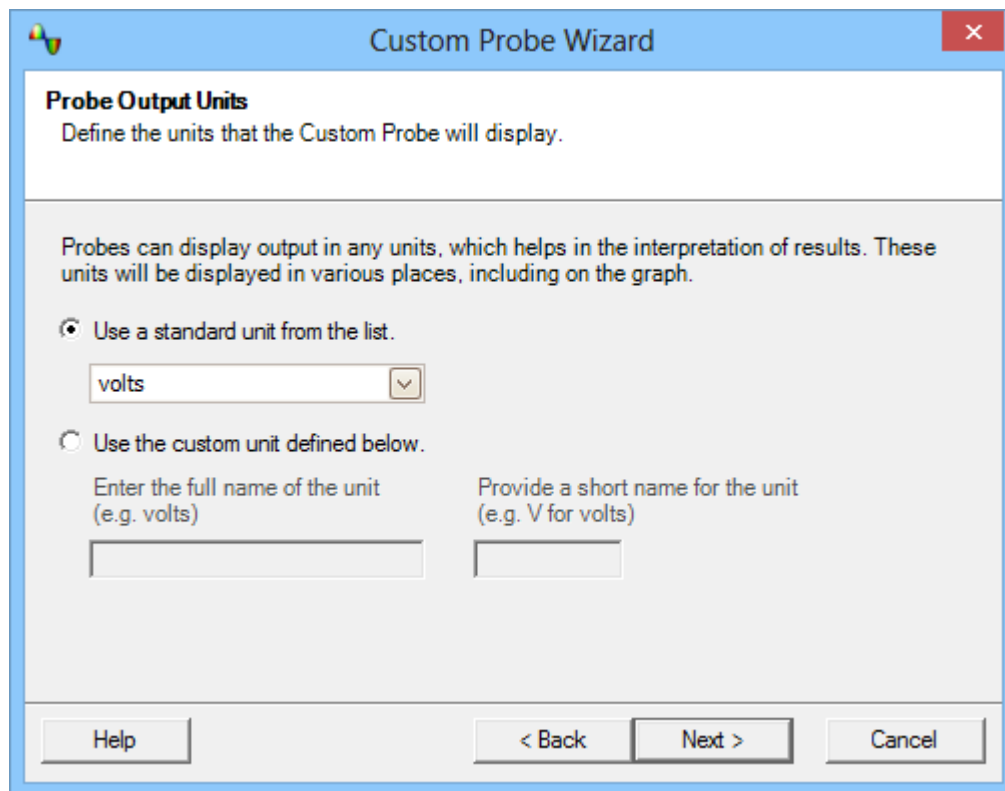 Custom Probe Wizard
Probe Output Units
Define the units that the Custom Probe will display.
Probes can display output in any units, which helps in the interpretation of results. These
units will be displayed in various places, including on the graph.
Use a standard unit from the list.
volts
Use the custom unit defined below.
Enter the full name of the unit
(e.g. volts)
Provide a short name for the unit
(e.g. V for volts)
Help
< Back
Next >
Cancel